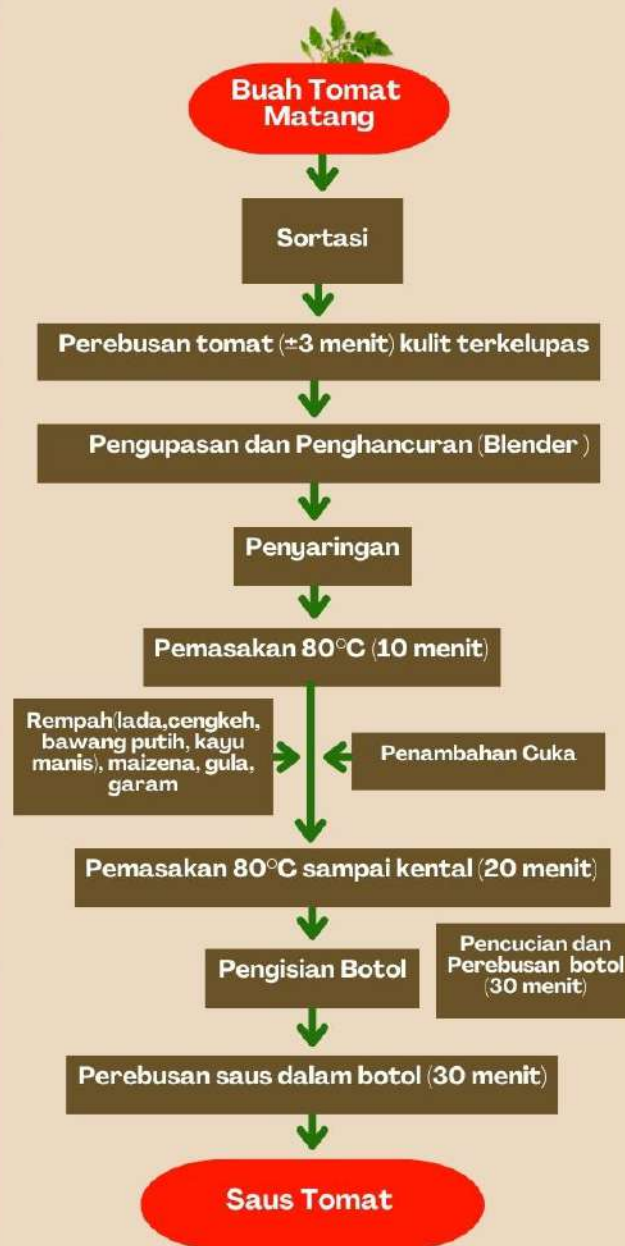 Buah Tomat
Matang
Sortasi
Perebusan tomat (±3 menit) kulit terkelupas
Pengupasan dan Penghancuran (Blender )
Penyaringan
Pemasakan 80°C (10 menit)
Rempah(lada,cengkeh,
bawang putih, kayu
manis), maizena, gula,
garam
Penambahan Cuka
Pemasakan 80°C sampai kental (20 menit)
Pengisian Botol
Pencucian dan
Perebusan botol
(30 menit)
Perebusan saus dalam botol (30 menit)
Saus Tomat